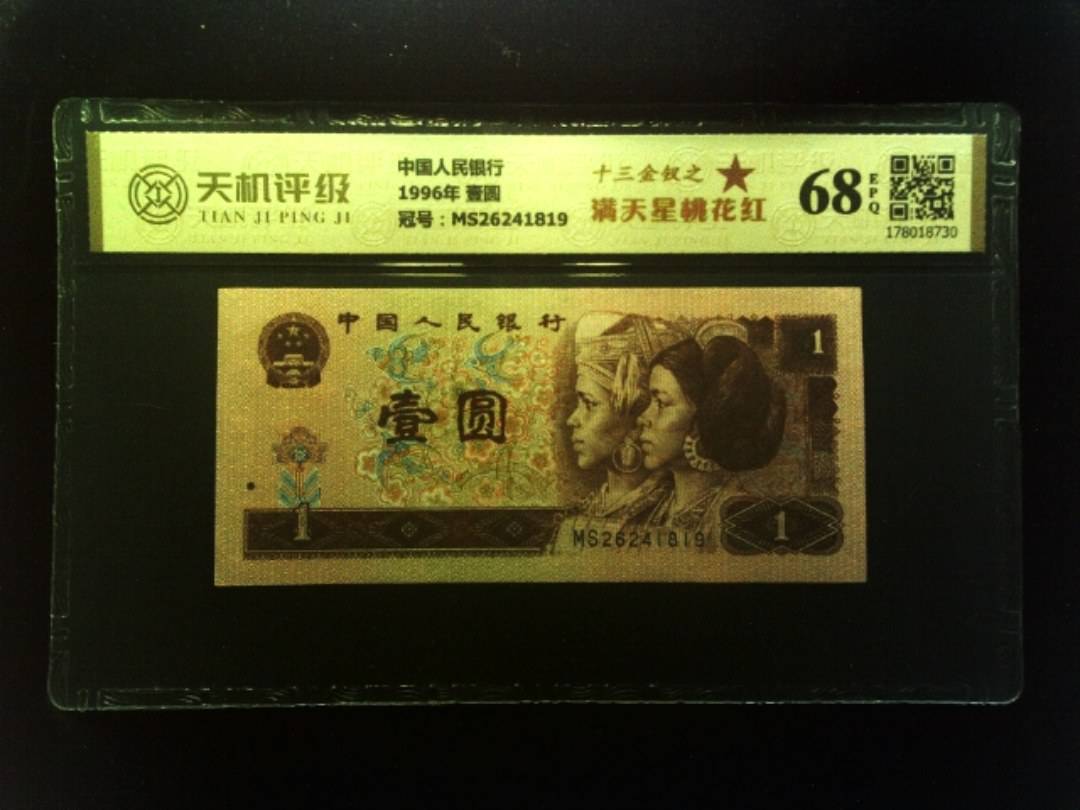 天机评级
TIAN JI PING JI
中国人民银行
1996年 壹圆
冠号：MS26241819
十三金钗之
满天星桃花红
68
EPQ
178018730
中国人民银行
1
壹圆
1
MS26241819
1